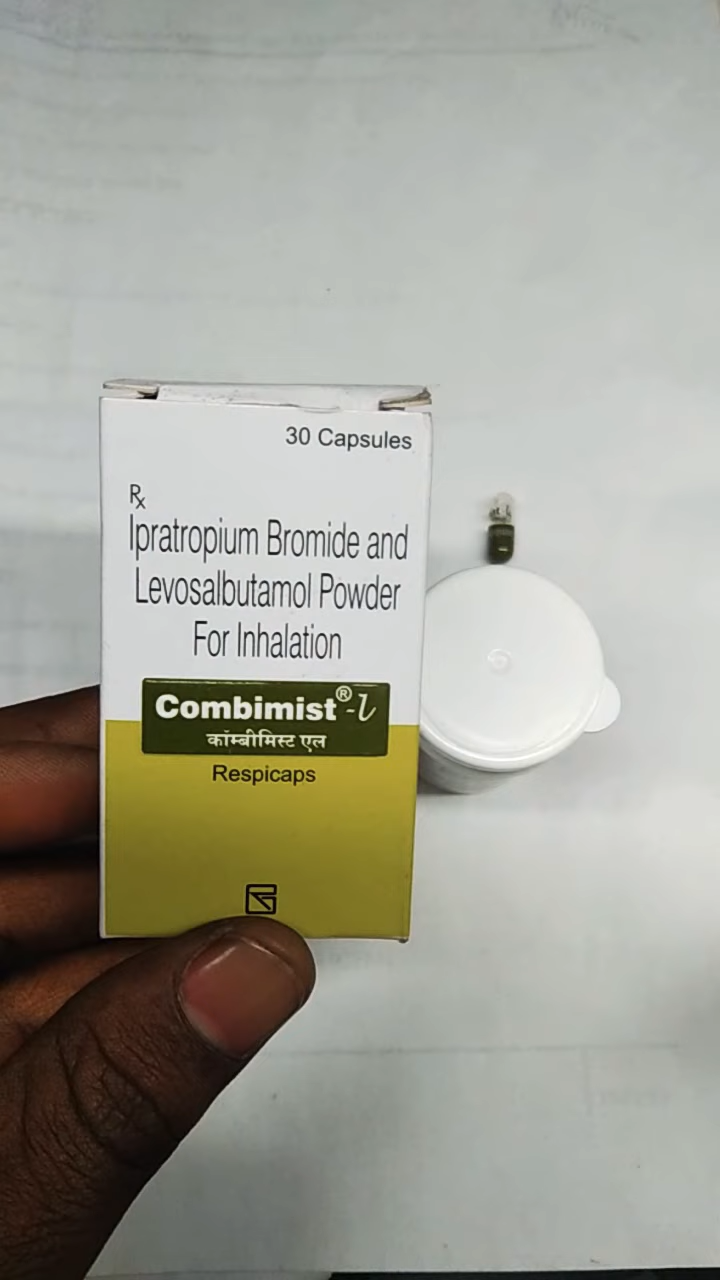 30 Capsules
Rx
Ipratropium Bromide and
Levosalbutamol Powder
For Inhalation
Combimist®-l
कॉम्बीमिस्ट एल
Respicaps